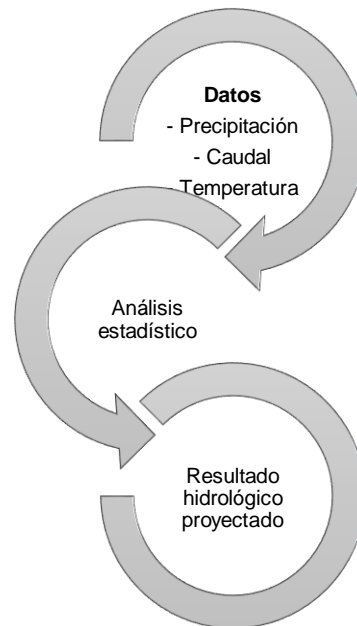 Datos
- Precipitación
- Caudal
- Temperatura
Análisis
estadístico
Resultado
hidrológico
proyectado